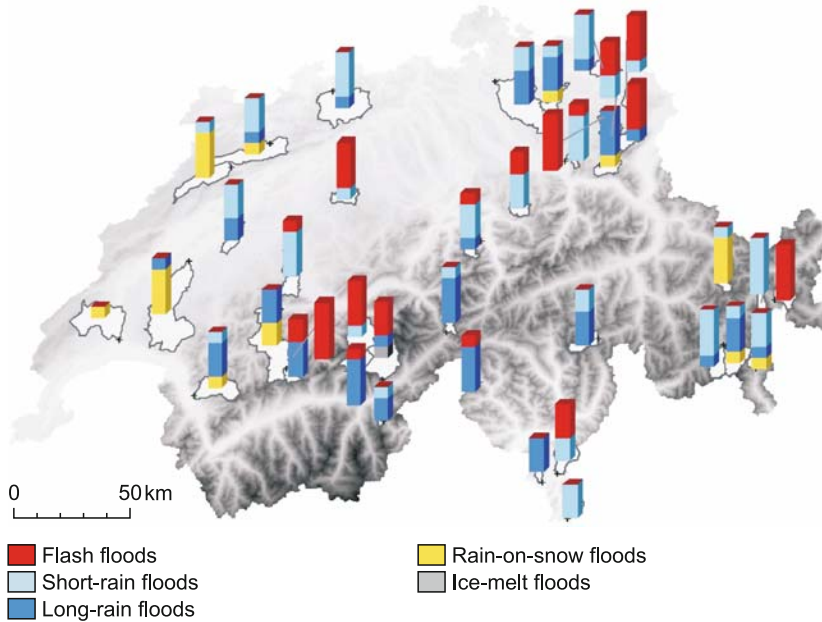 0 50 km
Flash floods
Short-rain floods
Long-rain floods
Rain-on-snow floods
Ice-melt floods